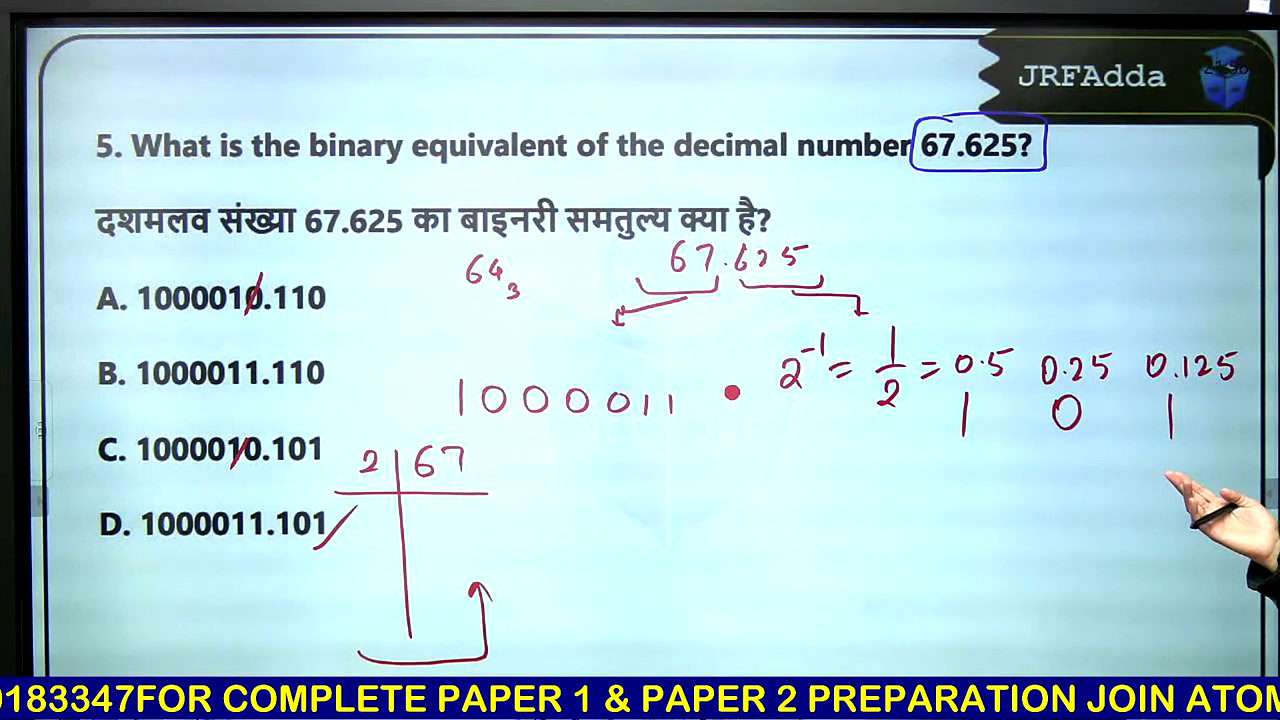 JRFAdda
5. What is the binary equivalent of the decimal number 67.625?
दशमलव संख्या 67.625 का बाइनरी समतुल्य क्या है?
64 3
67.625
A. 1000010.110
B. 1000011.110
2⁻¹ = 1/2 = 0.5 0.25 0.125
1000011 . 1 0 1
C. 1000010.101
2 67
D. 1000011.101
0183347FOR COMPLETE PAPER 1 & PAPER 2 PREPARATION JOIN ATOM